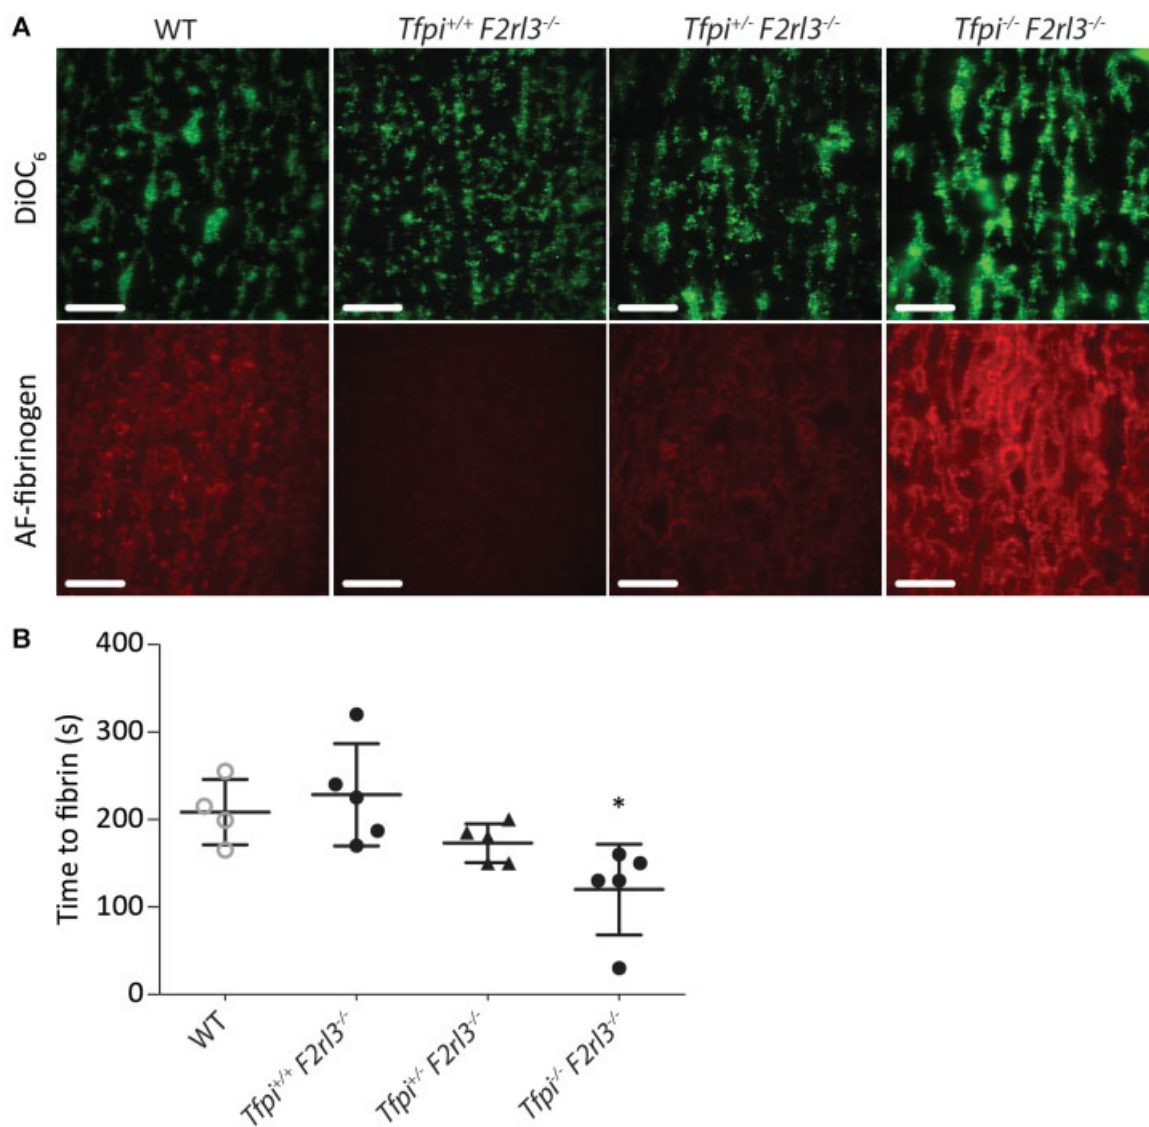 A
WT Tfpi+/+ F2rl3-/- Tfpi+/- F2rl3-/- Tfpi-/- F2rl3-/-
DiOC6
AF-fibrinogen
B
400
300
200
100
0
Time to fibrin (s)
*
WT
Tfpi+/+ F2rl3-/-
Tfpi+/- F2rl3-/-
Tfpi-/- F2rl3-/-